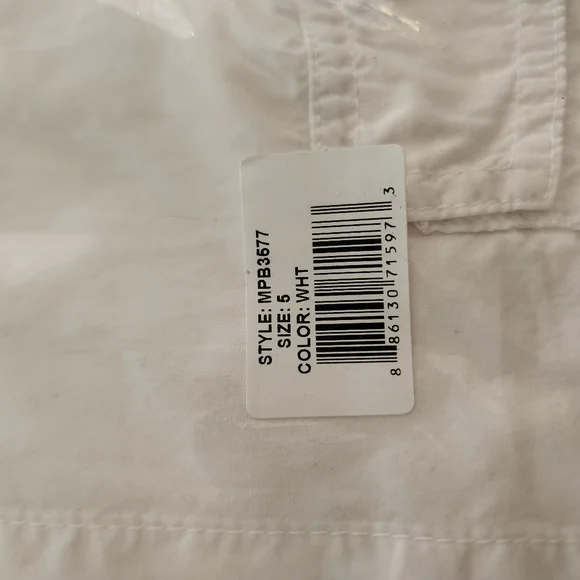 STYLE: MPB3577
SIZE: 5
COLOR: WHT
8 86130 71597 3